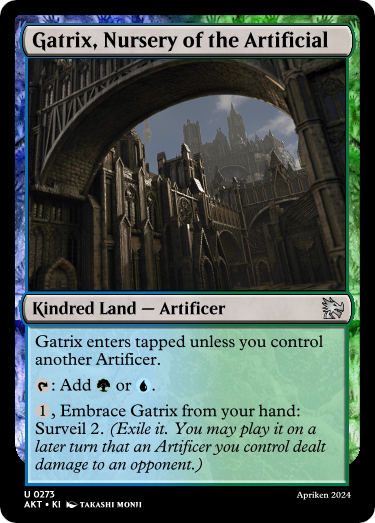 Gatrix, Nursery of the Artificial
Kindred Land — Artificer
Gatrix enters tapped unless you control
another Artificer.
: Add or .
1, Embrace Gatrix from your hand:
Surveil 2. (Exile it. You may play it on a
later turn that an Artificer you control dealt
damage to an opponent.)
U 0273
AKT • KI TAKASHI MONJI
Apriken 2024